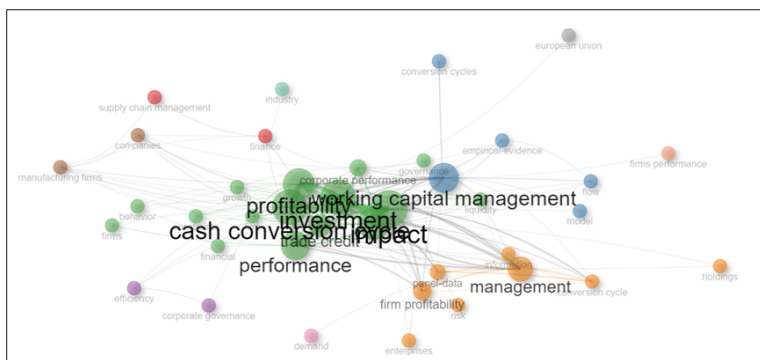 european union
conversion cycles
industry
supply chain management
companies
finance
empirical evidence
firms performance
manufacturing firms
governance
corporate performance
growth
flow
working capital management
profitability
liquidity
behavior
model
investment
firms
cash conversion cycle
impact
trade credit
financial
performance
information
holdings
panel-data
management
conversion cycle
efficiency
firm profitability
corporate governance
risk
demand
enterprises